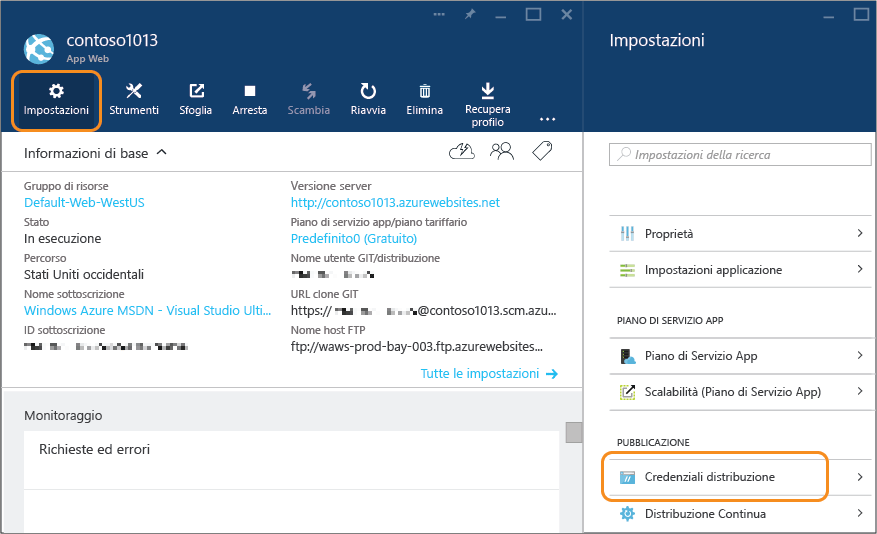 contoso1013
App Web
Impostazioni
Strumenti
Sfoglia
Arresta
Scambia
Riavvia
Elimina
Recupera
profilo
Informazioni di base
Gruppo di risorse
Default-Web-WestUS
Stato
In esecuzione
Percorso
Stati Uniti occidentali
Nome sottoscrizione
Windows Azure MSDN - Visual Studio Ulti...
ID sottoscrizione
Versione server
http://contoso1013.azurewebsites.net
Piano di servizio app/piano tariffario
Predefinito0 (Gratuito)
Nome utente GIT/distribuzione
URL clone GIT
https:// @contoso1013.scm.azu...
Nome host FTP
ftp://waws-prod-bay-003.ftp.azurewebsites...
Tutte le impostazioni
Monitoraggio
Richieste ed errori
Impostazioni
Impostazioni della ricerca
Proprietà
Impostazioni applicazione
PIANO DI SERVIZIO APP
Piano di Servizio App
Scalabilità (Piano di Servizio App)
PUBBLICAZIONE
Credenziali distribuzione
Distribuzione Continua